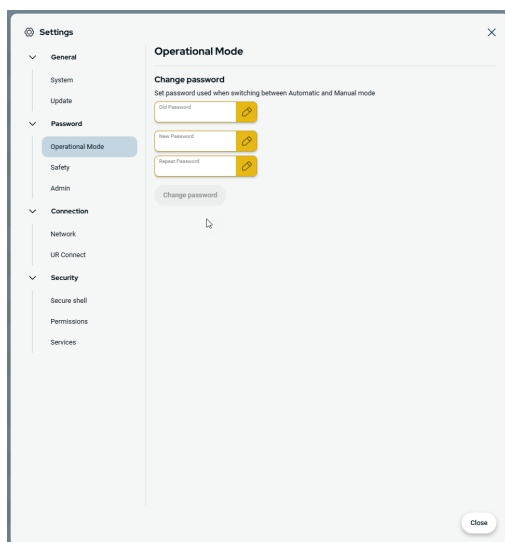 Settings
General
System
Update
Password
Operational Mode
Safety
Admin
Connection
Network
UR Connect
Security
Secure shell
Permissions
Services
Operational Mode
Change password
Set password used when switching between Automatic and Manual mode
Old Password
New Password
Repeat Password
Change password
Close